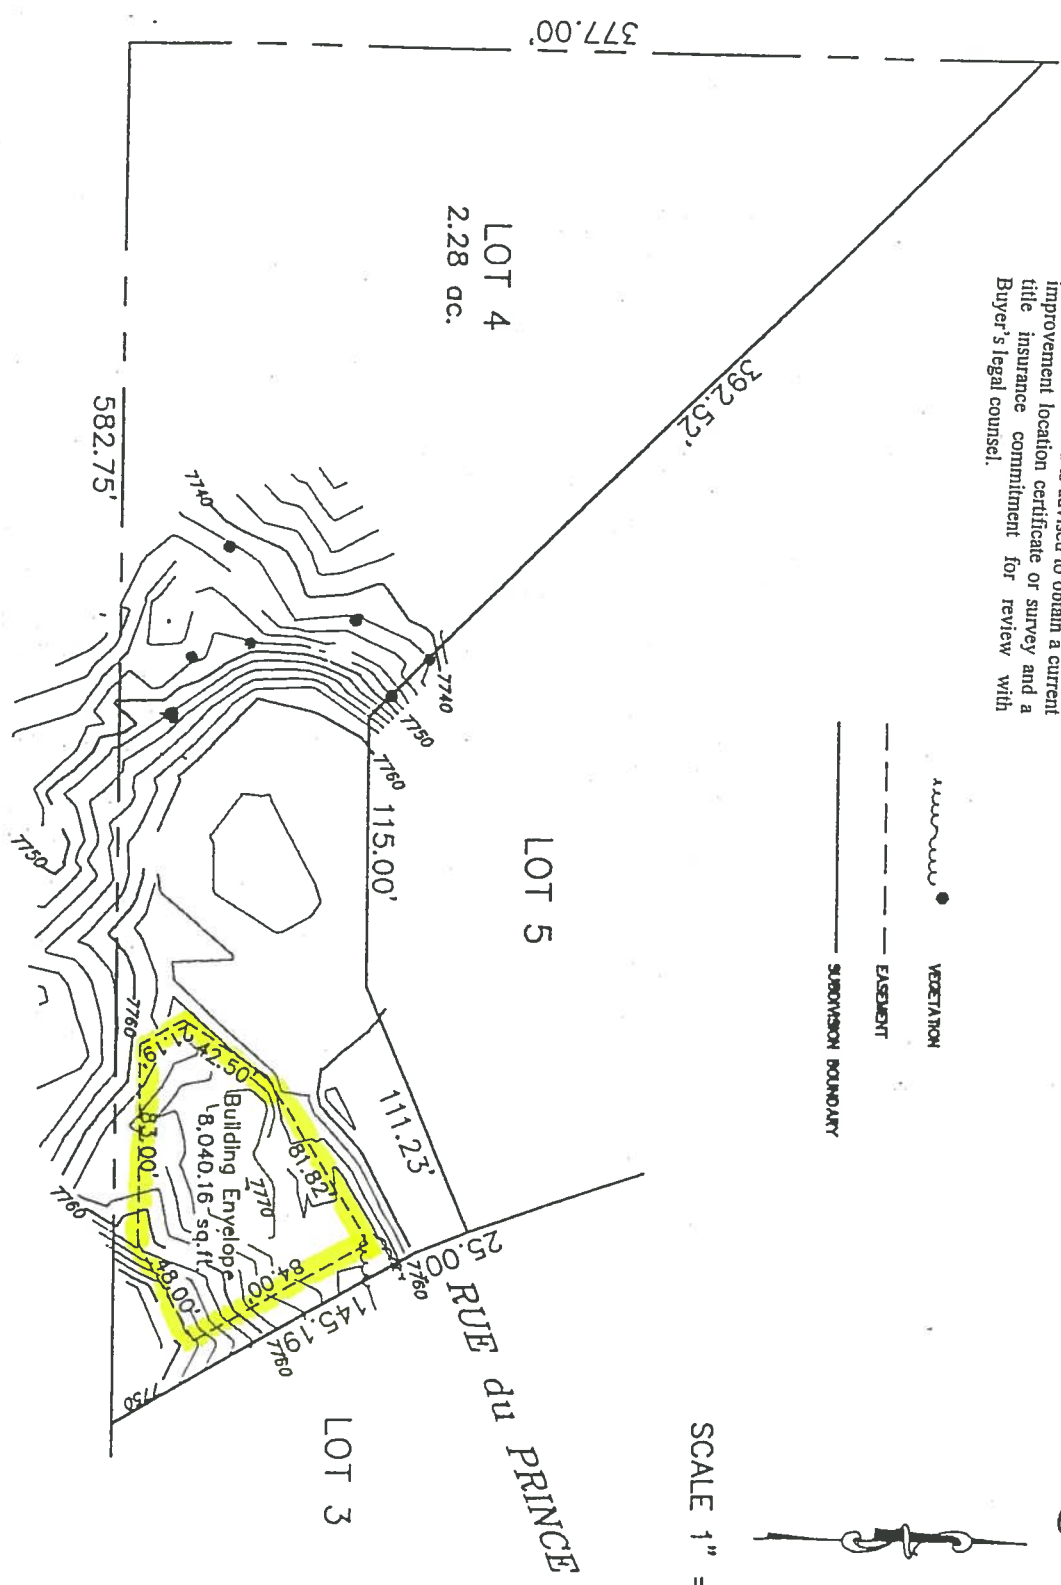 improvement location certificate or survey and a
title insurance commitment for review with
Buyer's legal counsel.
VEGETATION
EASEMENT
SUBDIVISION BOUNDARY
SCALE 1" =
377.00'
392.52'
LOT 4
2.28 ac.
582.75'
LOT 5
115.00'
111.23'
25.00'
RUE du PRINCE
145.19'
LOT 3
7740
7740
7750
7760
7750
7760
7760
7760
7760
7750
7770
21.19'
42.50'
81.82'
83.00'
84.00'
48.00'
Building Envelope
8,040.16 sq.ft.